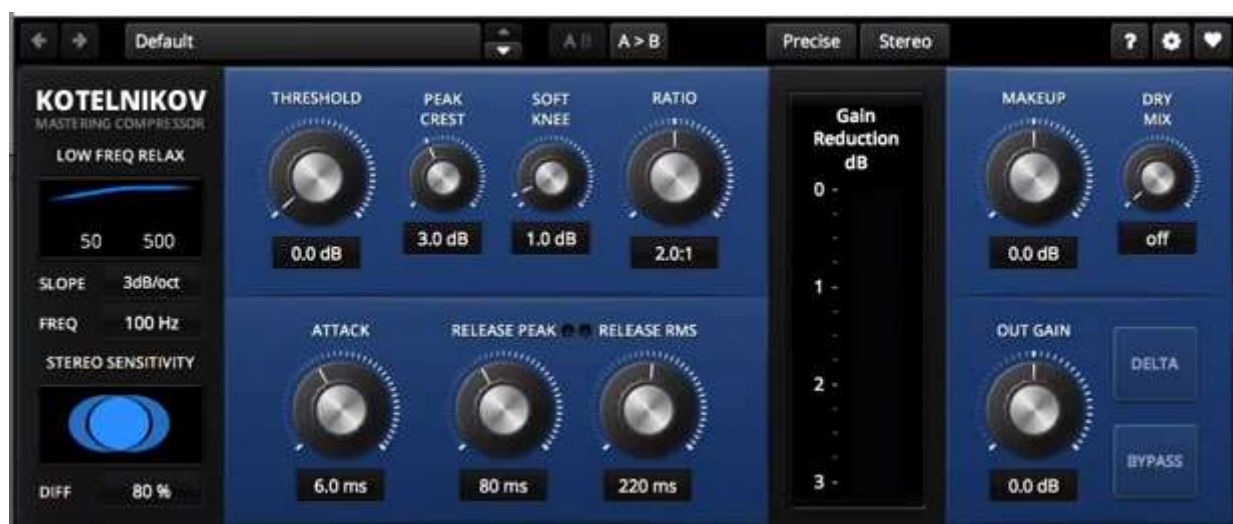 Default
A B
A > B
Precise
Stereo
?
KOTELNIKOV
MASTERING COMPRESSOR
LOW FREQ RELAX
50 500
SLOPE 3dB/oct
FREQ 100 Hz
STEREO SENSITIVITY
DIFF 80 %
THRESHOLD
0.0 dB
PEAK
CREST
3.0 dB
SOFT
KNEE
1.0 dB
RATIO
2.0:1
ATTACK
6.0 ms
RELEASE PEAK
80 ms
RELEASE RMS
220 ms
Gain
Reduction
dB
0 -
1 -
2 -
3 -
MAKEUP
0.0 dB
DRY
MIX
off
OUT GAIN
0.0 dB
DELTA
BYPASS